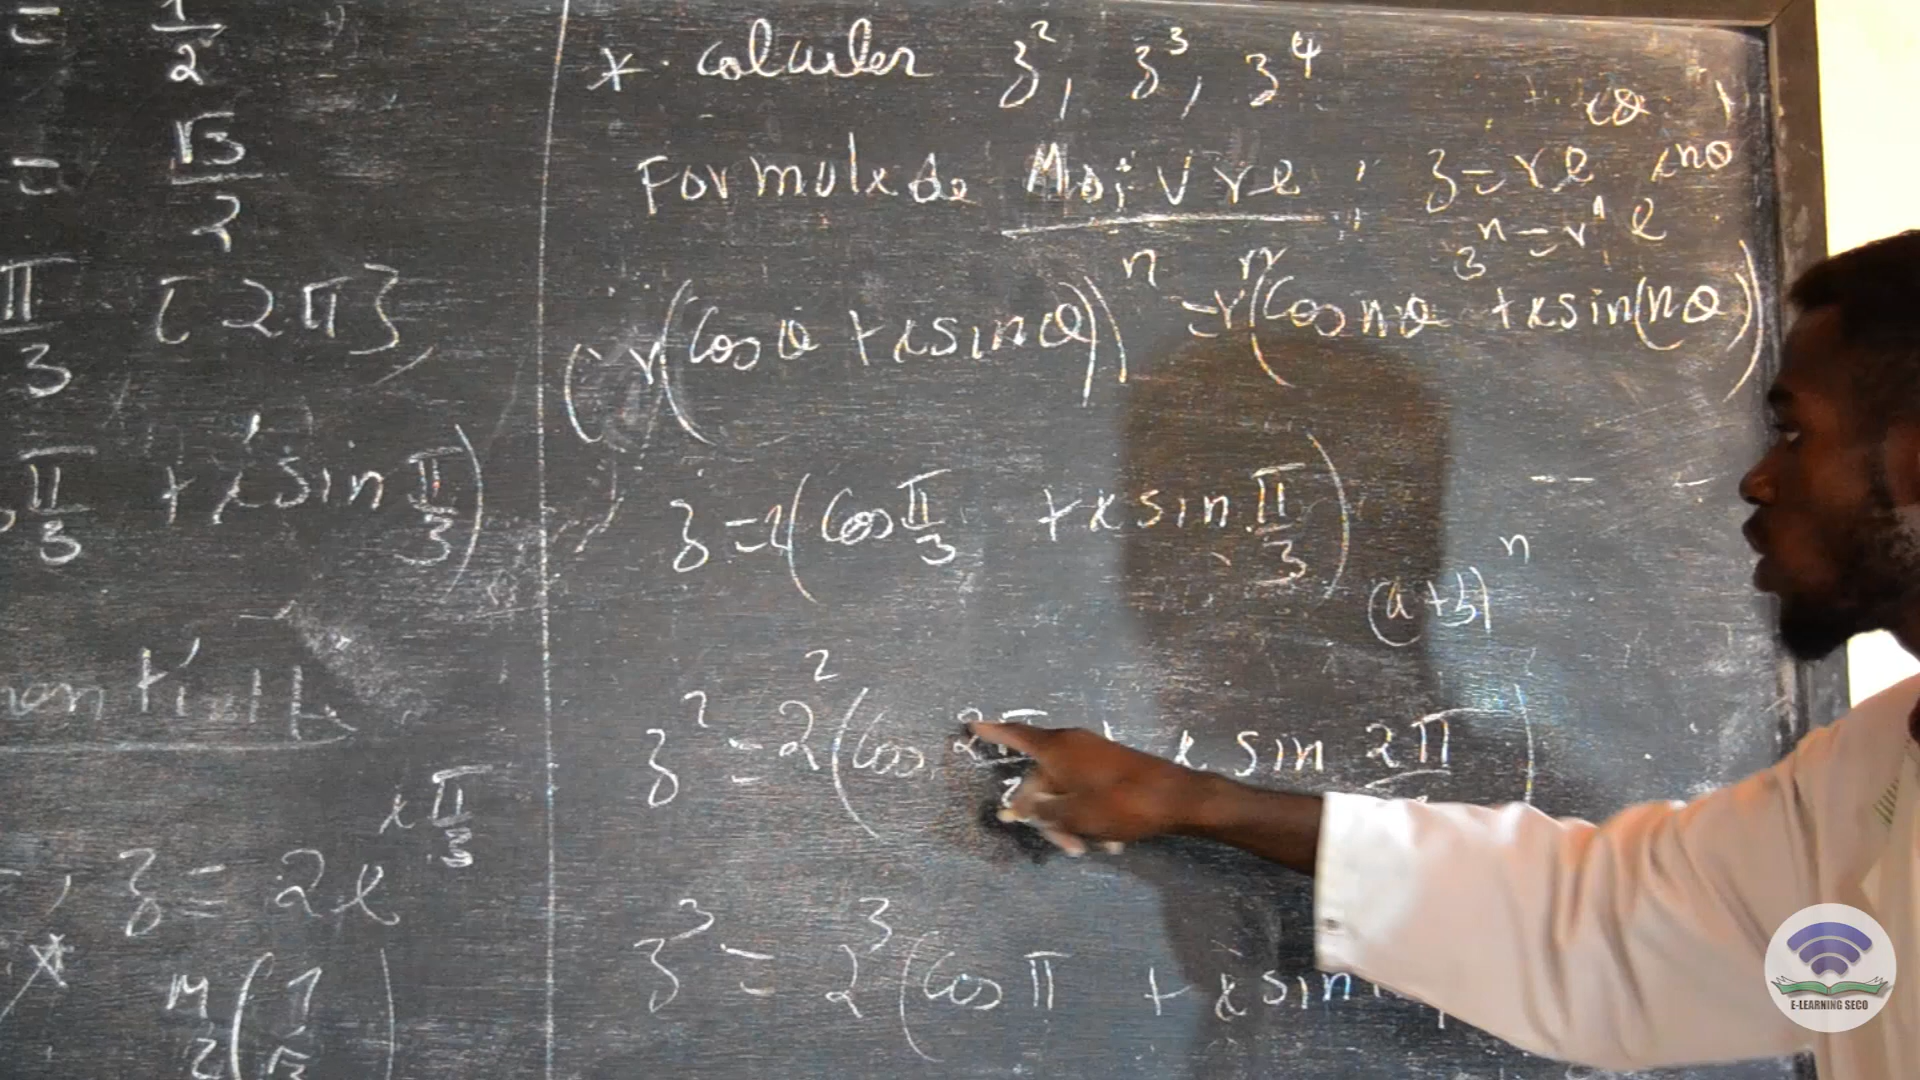 = 1/2
= √3/2
π/3 [2π],
π/3 + i sin π/3)
, z = 2e^(iπ/3)
M(1
2 √3)
* calculer z², z³, z⁴
Formule de Moivre : z = re^(iθ)
zⁿ = rⁿ e^(inθ)
(r(cos θ + i sin θ))ⁿ = rⁿ(cos nθ + i sin(nθ))
z = 2(cos π/3 + i sin π/3)
(a+b)ⁿ
z² = 2²(cos 2π/3 + i sin 2π
z³ = 2³(cos π + i sin
E-LEARNING SECO